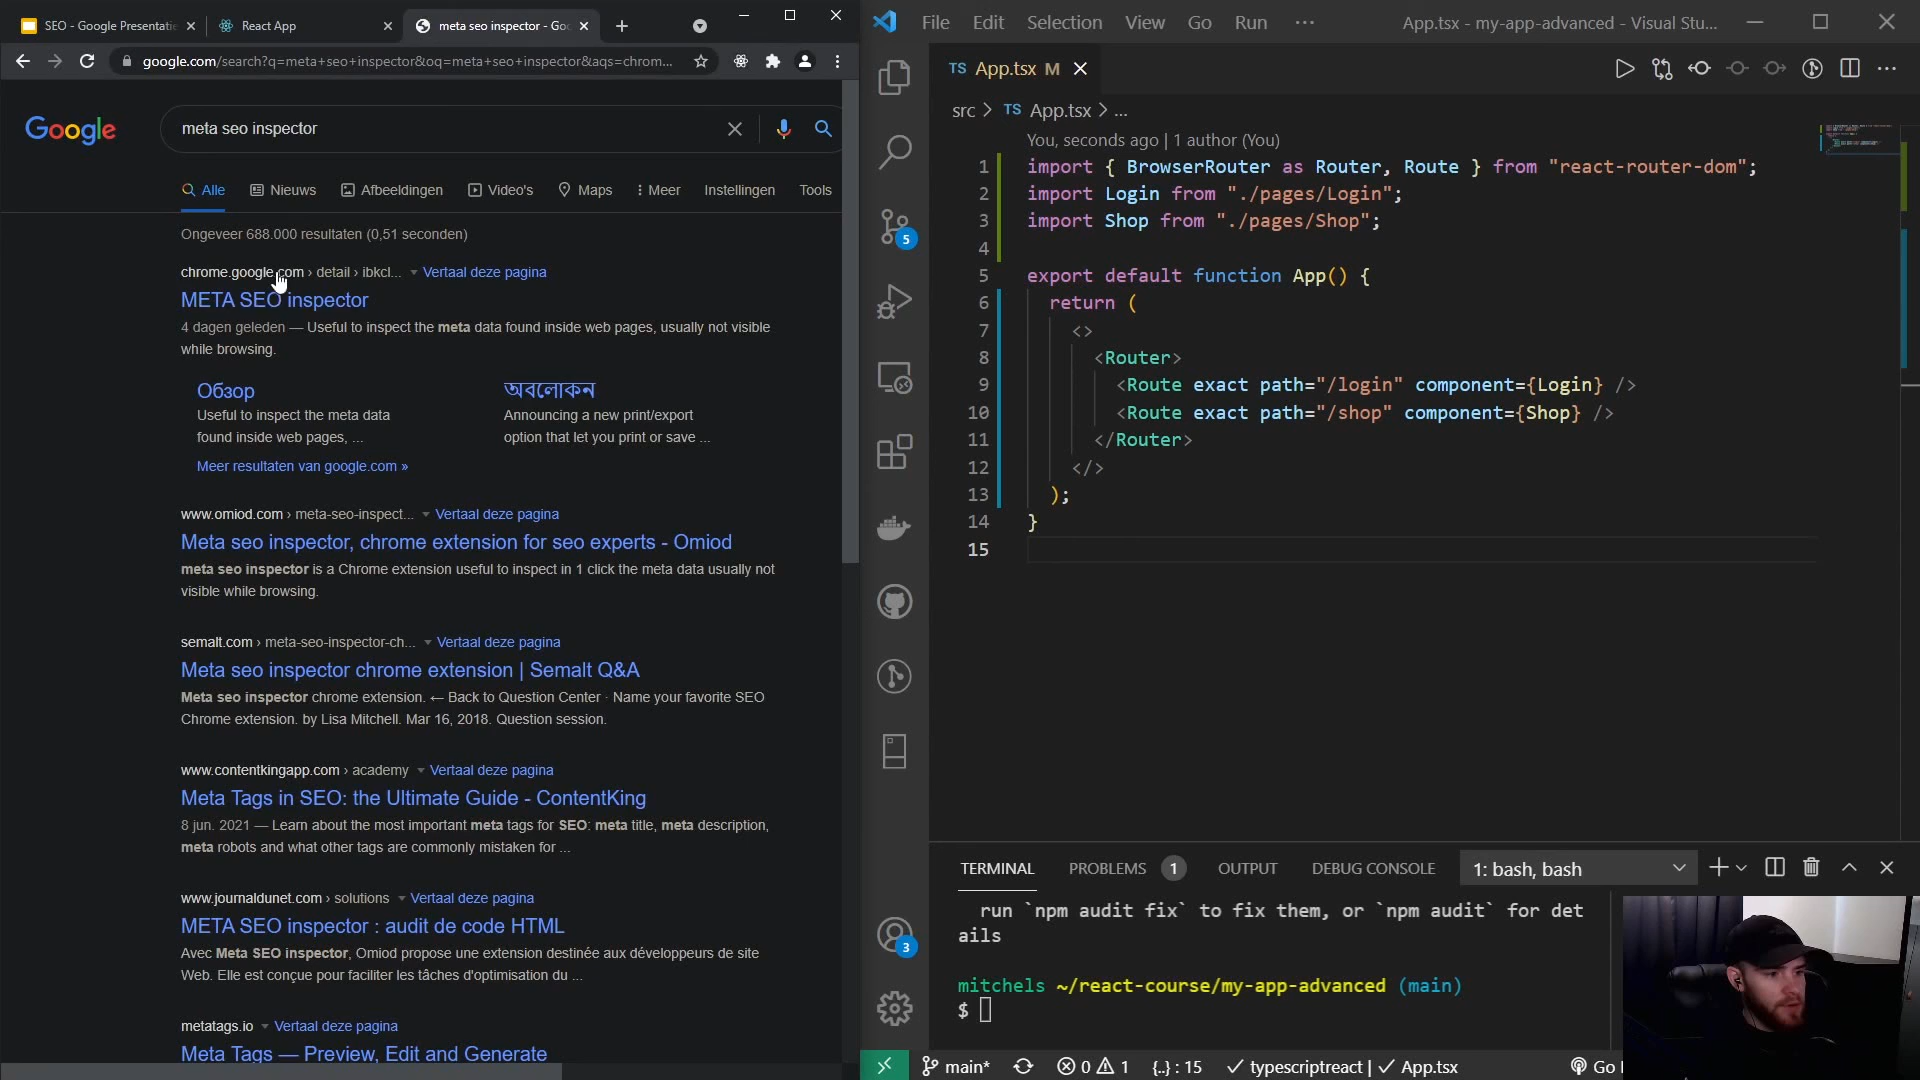 SEO - Google Presentatie
React App
meta seo inspector - Goo
google.com/search?q=meta+seo+inspector&oq=meta+seo+inspector&aqs=chrom...
Google
meta seo inspector
Alle
Nieuws
Afbeeldingen
Video's
Maps
Meer
Instellingen
Tools
Ongeveer 688.000 resultaten (0,51 seconden)
chrome.google.com › detail › ibkcl... Vertaal deze pagina
META SEO inspector
4 dagen geleden — Useful to inspect the meta data found inside web pages, usually not visible
while browsing.
Обзор
Useful to inspect the meta data
found inside web pages, ...
অবলোকন
Announcing a new print/export
option that let you print or save ...
Meer resultaten van google.com »
www.omiod.com › meta-seo-inspect... Vertaal deze pagina
Meta seo inspector, chrome extension for seo experts - Omiod
meta seo inspector is a Chrome extension useful to inspect in 1 click the meta data usually not
visible while browsing.
semalt.com › meta-seo-inspector-ch... Vertaal deze pagina
Meta seo inspector chrome extension | Semalt Q&A
Meta seo inspector chrome extension. ← Back to Question Center · Name your favorite SEO
Chrome extension. by Lisa Mitchell. Mar 16, 2018. Question session.
www.contentkingapp.com › academy Vertaal deze pagina
Meta Tags in SEO: the Ultimate Guide - ContentKing
8 jun. 2021 — Learn about the most important meta tags for SEO: meta title, meta description,
meta robots and what other tags are commonly mistaken for ...
www.journaldunet.com › solutions Vertaal deze pagina
META SEO inspector : audit de code HTML
Avec Meta SEO inspector, Omiod propose une extension destinée aux développeurs de site
Web. Elle est conçue pour faciliter les tâches d'optimisation du ...
metatags.io Vertaal deze pagina
Meta Tags — Preview, Edit and Generate
File Edit Selection View Go Run ···
App.tsx - my-app-advanced - Visual Stu...
TS App.tsx M
src > TS App.tsx > ...
You, seconds ago | 1 author (You)
1 import { BrowserRouter as Router, Route } from "react-router-dom";
2 import Login from "./pages/Login";
3 import Shop from "./pages/Shop";
4
5 export default function App() {
6 return (
7 <>
8 <Router>
9 <Route exact path="/login" component={Login} />
10 <Route exact path="/shop" component={Shop} />
11 </Router>
12 </>
13 );
14 }
15
5
3
TERMINAL
PROBLEMS 1
OUTPUT
DEBUG CONSOLE
1: bash, bash
run `npm audit fix` to fix them, or `npm audit` for det
ails
mitchels ~/react-course/my-app-advanced (main)
$
main*
0 1
{..} : 15
typescriptreact | App.tsx
Go